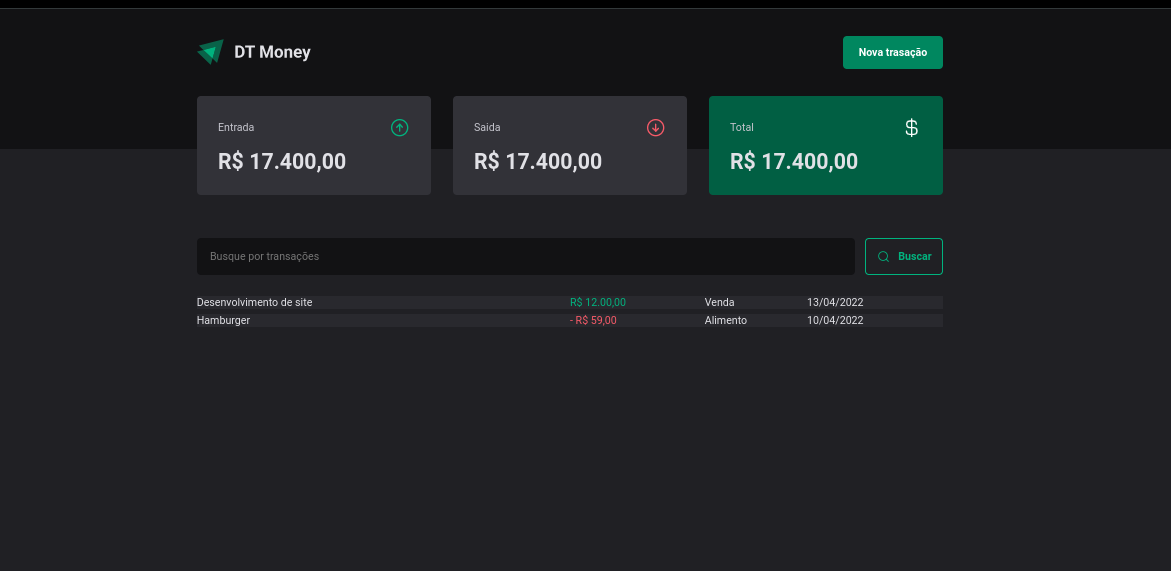 DT Money
Nova trasação
Entrada
R$ 17.400,00
Saida
R$ 17.400,00
Total
R$ 17.400,00
Busque por transações
Buscar
Desenvolvimento de site R$ 12.00,00 Venda 13/04/2022
Hamburger - R$ 59,00 Alimento 10/04/2022